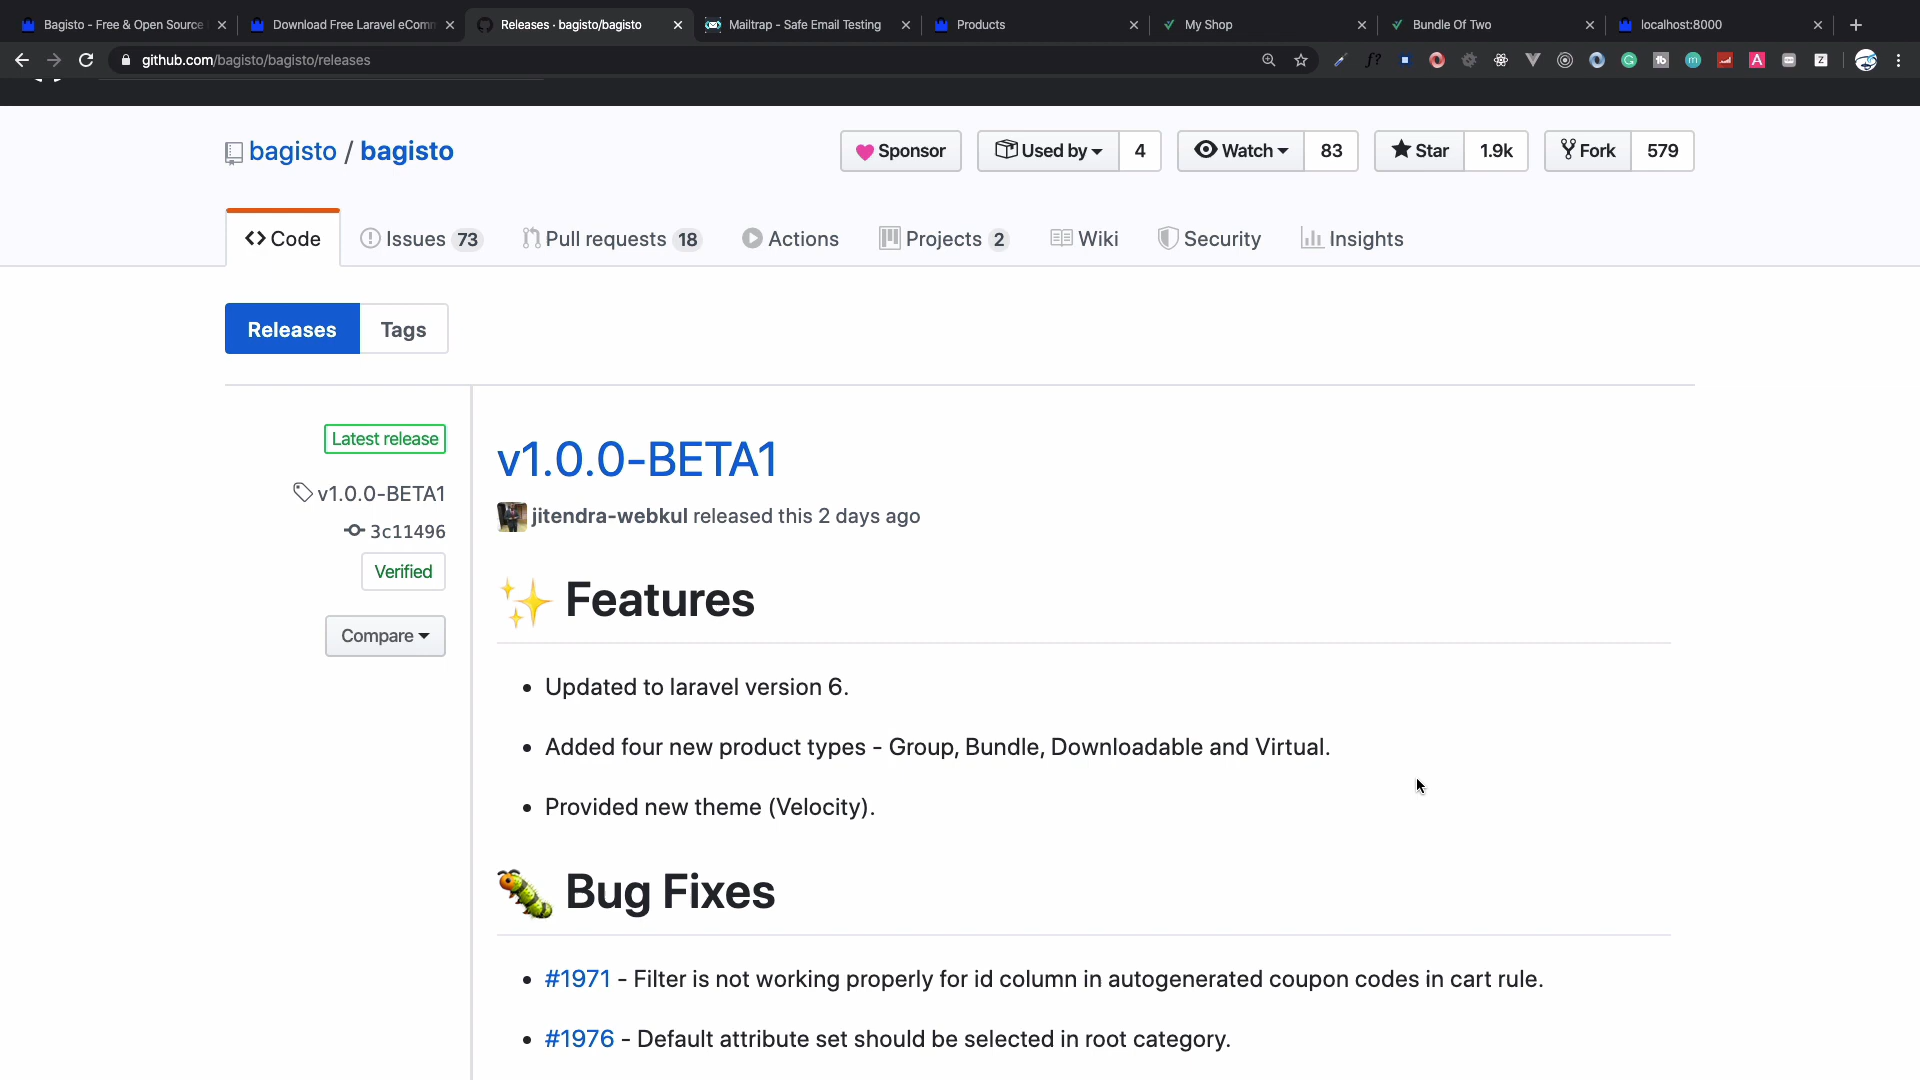 Bagisto - Free & Open Source
Download Free Laravel eComm
Releases · bagisto/bagisto
Mailtrap - Safe Email Testing
Products
My Shop
Bundle Of Two
localhost:8000
github.com/bagisto/bagisto/releases
bagisto / bagisto
Sponsor
Used by 4
Watch 83
Star 1.9k
Fork 579
Code
Issues 73
Pull requests 18
Actions
Projects 2
Wiki
Security
Insights
Releases
Tags
Latest release
v1.0.0-BETA1
3c11496
Verified
Compare
v1.0.0-BETA1
jitendra-webkul released this 2 days ago
✨ Features
• Updated to laravel version 6.
• Added four new product types - Group, Bundle, Downloadable and Virtual.
• Provided new theme (Velocity).
🐛 Bug Fixes
• #1971 - Filter is not working properly for id column in autogenerated coupon codes in cart rule.
• #1976 - Default attribute set should be selected in root category.